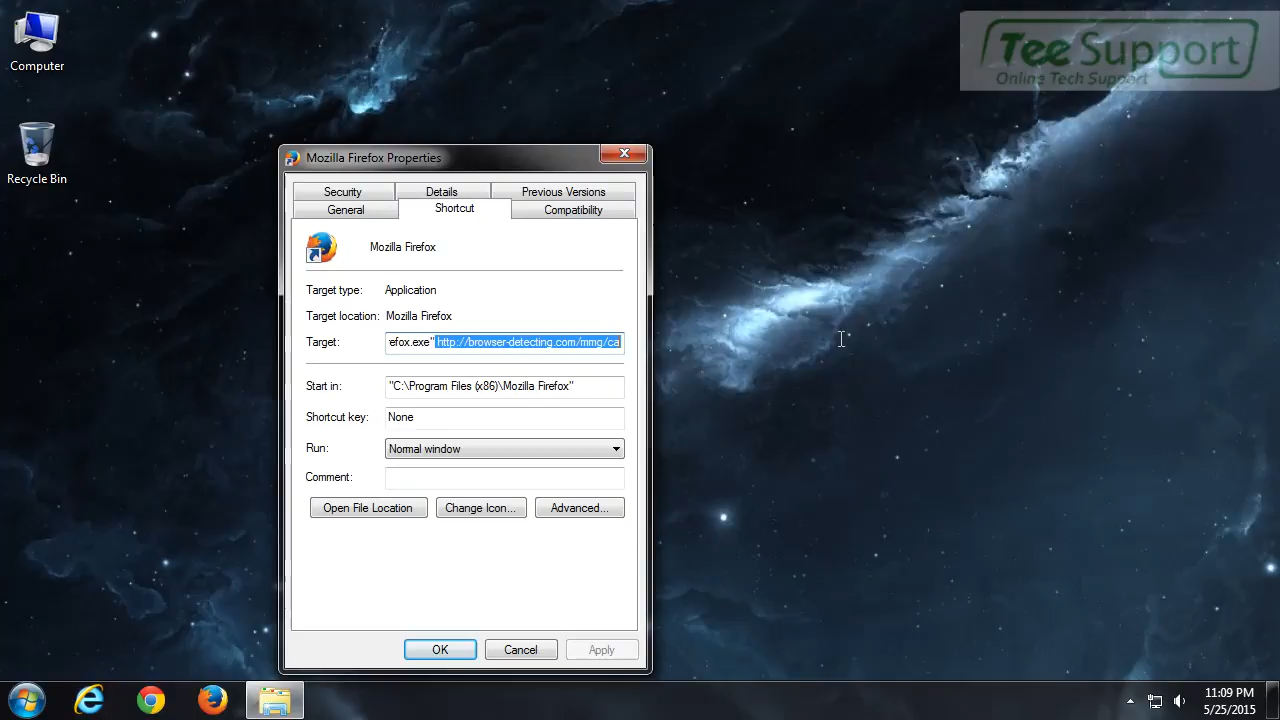 Computer
Recycle Bin
Tee Support
Online Tech Support
Mozilla Firefox Properties
Security
Details
Previous Versions
General
Shortcut
Compatibility
Mozilla Firefox
Target type:
Application
Target location:
Mozilla Firefox
Target:
efox.exe" http://browser-detecting.com/mmg/ca
Start in:
"C:\Program Files (x86)\Mozilla Firefox"
Shortcut key:
None
Run:
Normal window
Comment:
Open File Location
Change Icon...
Advanced...
OK
Cancel
Apply
11:09 PM
5/25/2015